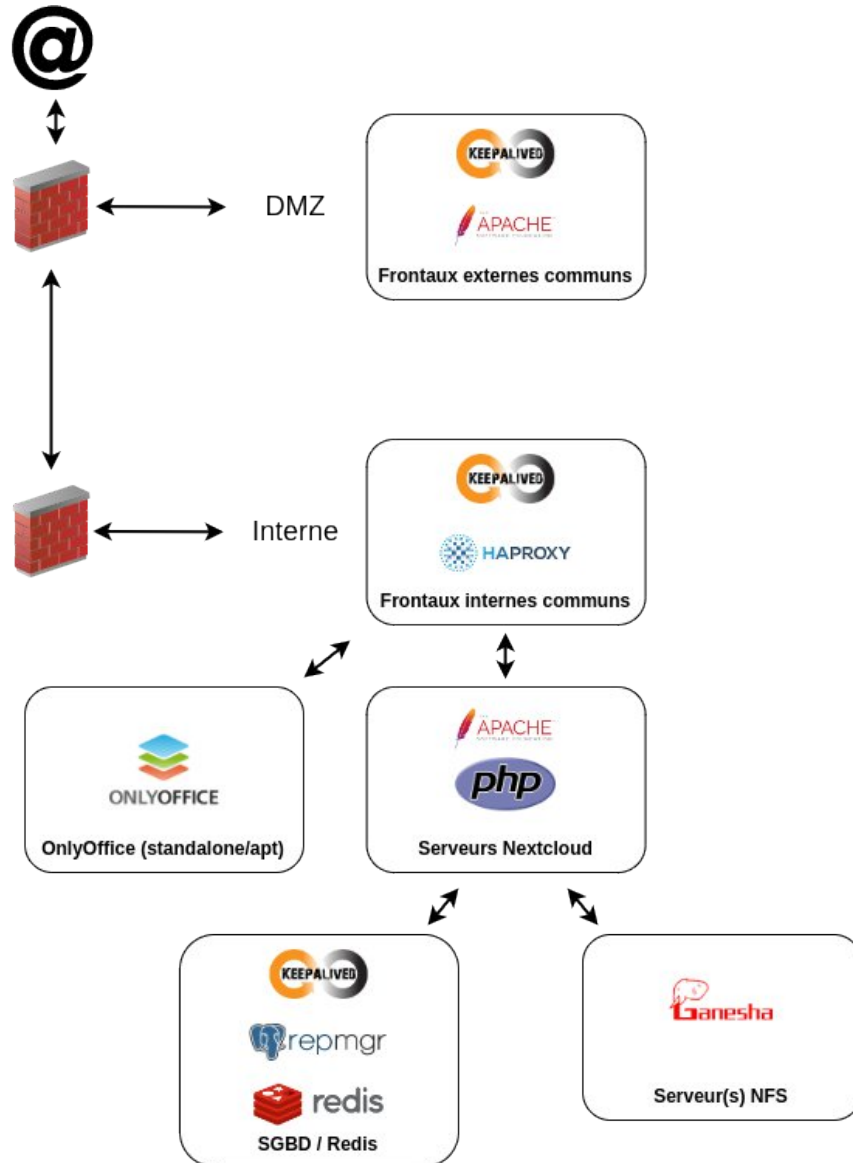 @
KEEPALIVED
DMZ
APACHE
Frontaux externes communs
KEEPALIVED
Interne
HAPROXY
Frontaux internes communs
APACHE
php
ONLYOFFICE
OnlyOffice (standalone/apt)
Serveurs Nextcloud
KEEPALIVED
repmgr
redis
SGBD / Redis
Ganesha
Serveur(s) NFS